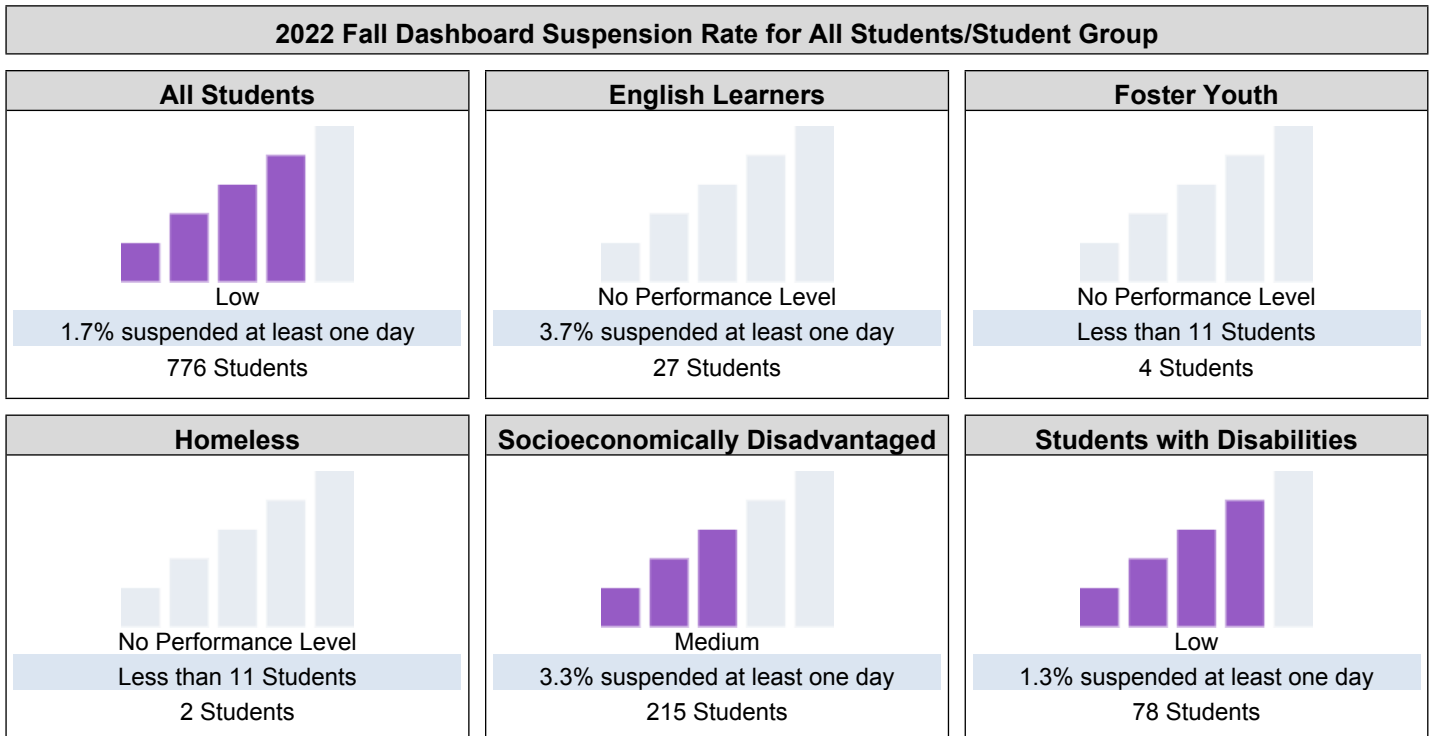 2022 Fall Dashboard Suspension Rate for All Students/Student Group
All Students
Low
1.7% suspended at least one day
776 Students
English Learners
No Performance Level
3.7% suspended at least one day
27 Students
Foster Youth
No Performance Level
Less than 11 Students
4 Students
Homeless
No Performance Level
Less than 11 Students
2 Students
Socioeconomically Disadvantaged
Medium
3.3% suspended at least one day
215 Students
Students with Disabilities
Low
1.3% suspended at least one day
78 Students